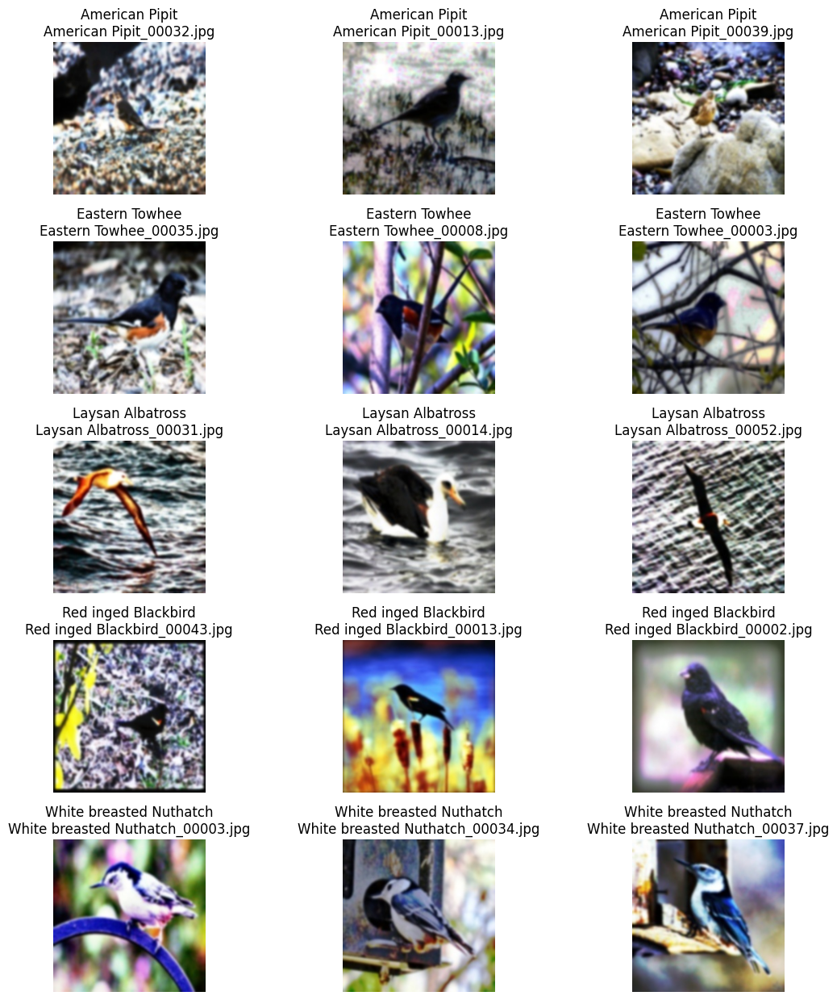 American Pipit
American Pipit_00032.jpg
American Pipit
American Pipit_00013.jpg
American Pipit
American Pipit_00039.jpg
Eastern Towhee
Eastern Towhee_00035.jpg
Eastern Towhee
Eastern Towhee_00008.jpg
Eastern Towhee
Eastern Towhee_00003.jpg
Laysan Albatross
Laysan Albatross_00031.jpg
Laysan Albatross
Laysan Albatross_00014.jpg
Laysan Albatross
Laysan Albatross_00052.jpg
Red inged Blackbird
Red inged Blackbird_00043.jpg
Red inged Blackbird
Red inged Blackbird_00013.jpg
Red inged Blackbird
Red inged Blackbird_00002.jpg
White breasted Nuthatch
White breasted Nuthatch_00003.jpg
White breasted Nuthatch
White breasted Nuthatch_00034.jpg
White breasted Nuthatch
White breasted Nuthatch_00037.jpg